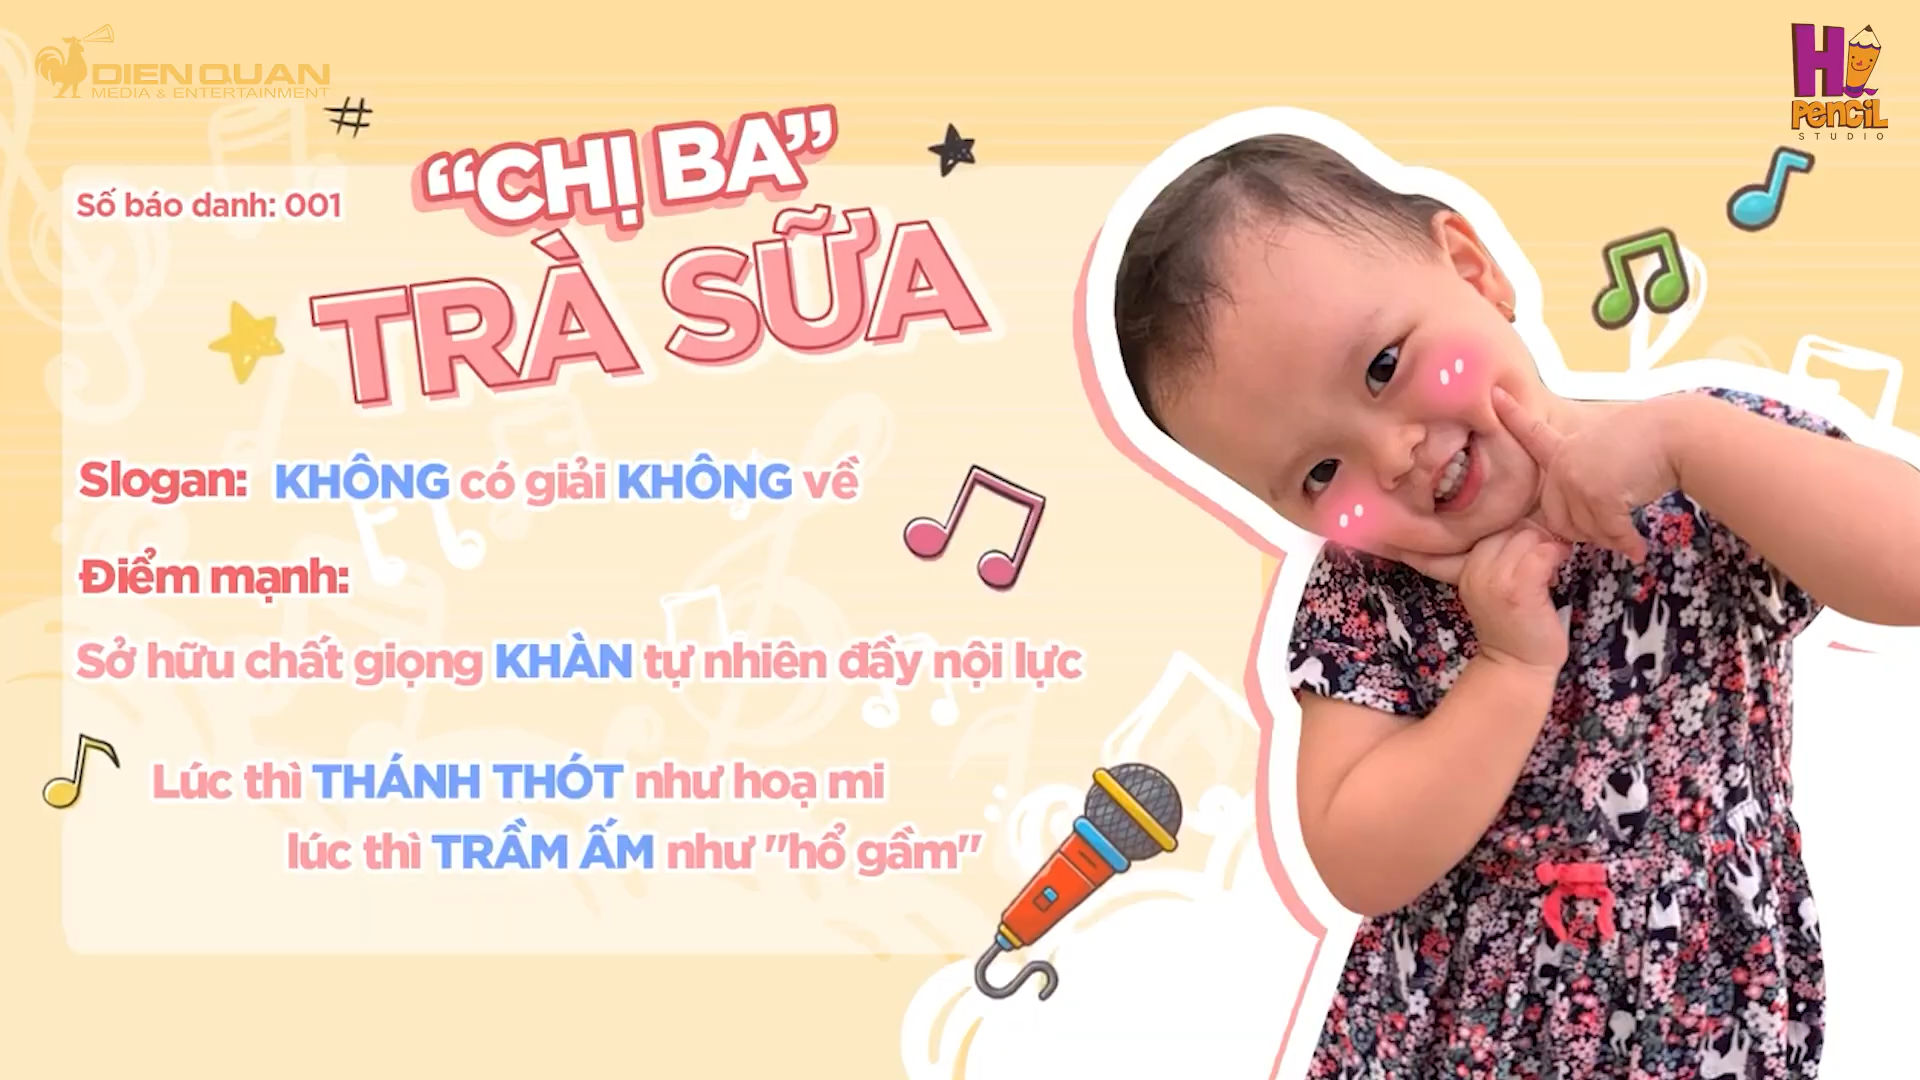 DIEN QUAN
MEDIA & ENTERTAINMENT
Hi
PENCIL
STUDIO
#
Số báo danh: 001
“CHỊ BA”
TRÀ SỮA
Slogan: KHÔNG có giải KHÔNG về
Điểm mạnh:
Sở hữu chất giọng KHÀN tự nhiên đầy nội lực
Lúc thì THÁNH THÓT như hoạ mi
lúc thì TRẦM ẤM như "hổ gầm"